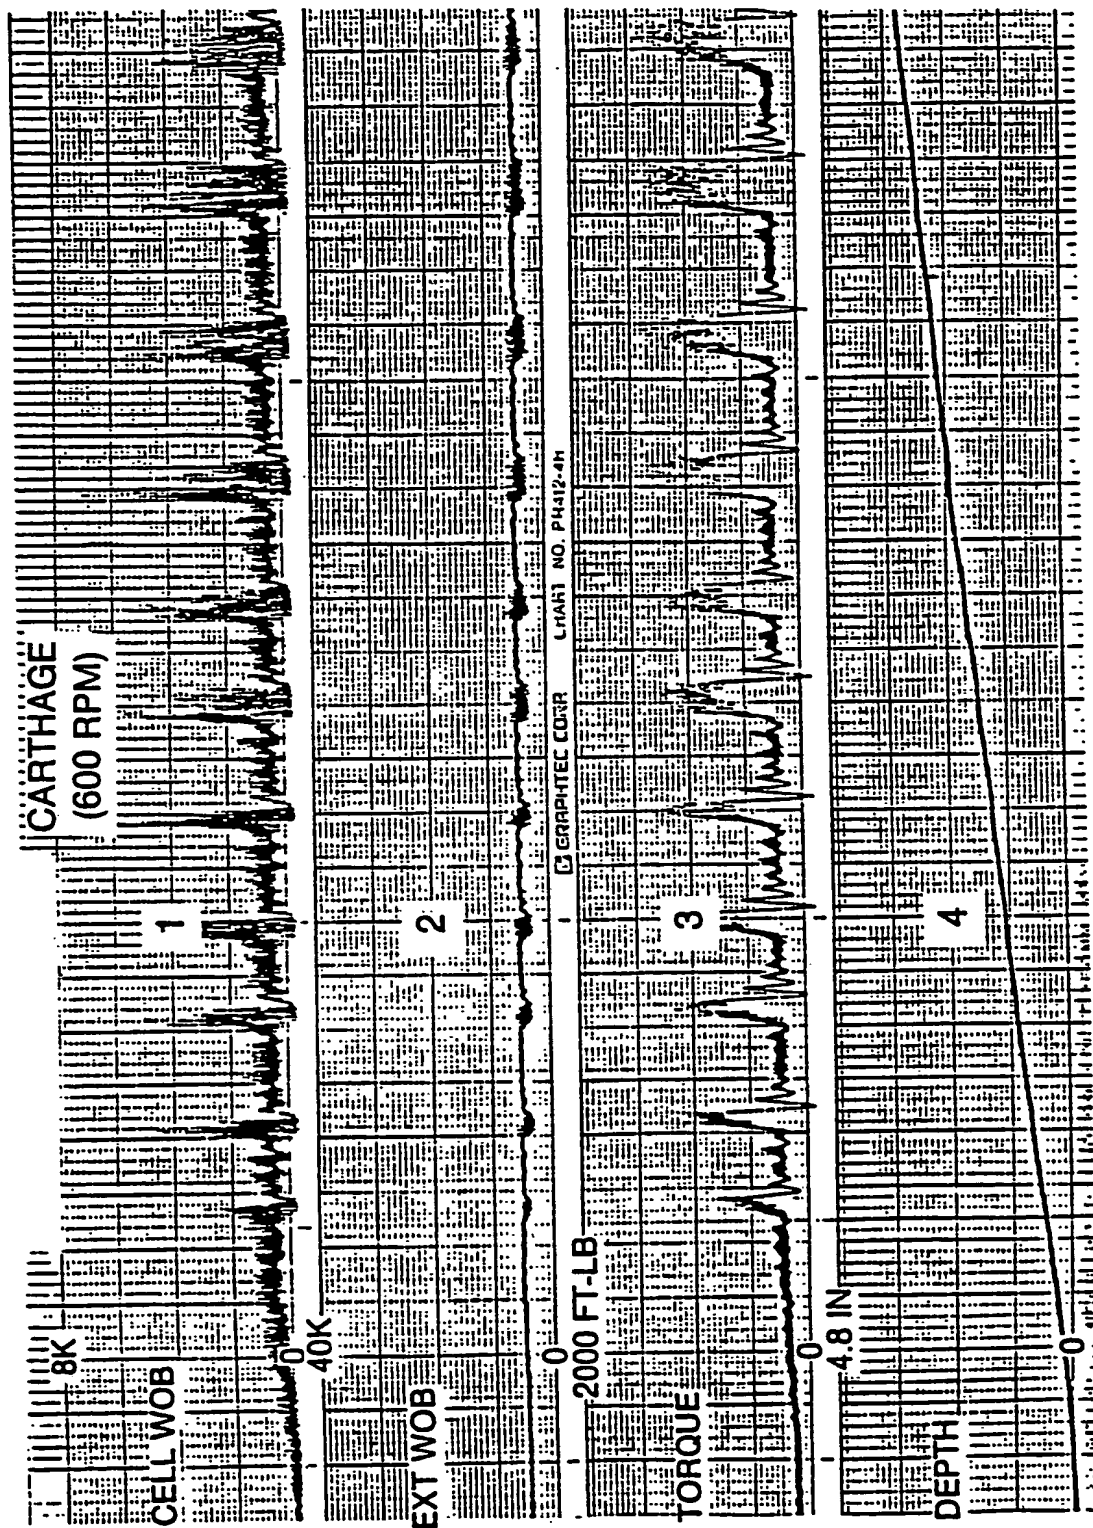 CARTHAGE
(600 RPM)
8K
CELL WOB
0
1
40K
EXT WOB
0
2
GRAPHTEC CORP CHART NO. PH412-4H
2000 FT-LB
TORQUE
0
3
4.8 IN
DEPTH
0
4